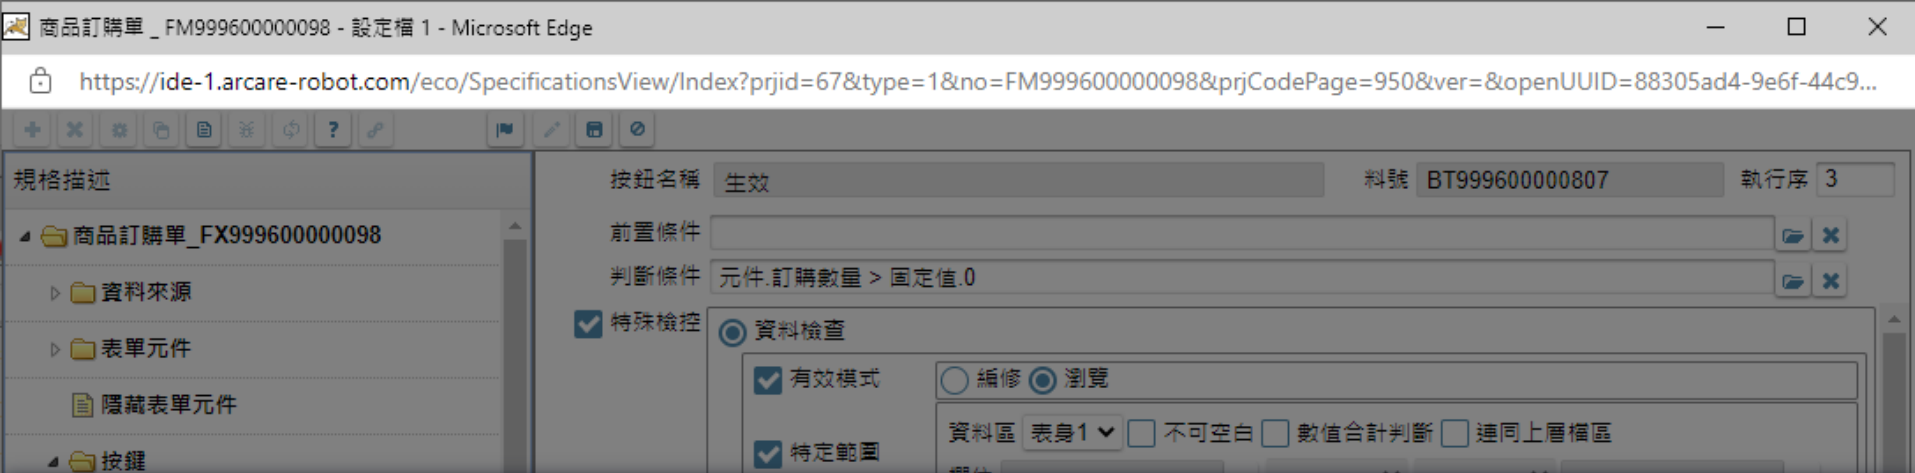 商品訂購單 _ FM999600000098 - 設定檔 1 - Microsoft Edge
https://ide-1.arcare-robot.com/eco/SpecificationsView/Index?prjid=67&type=1&no=FM999600000098&prjCodePage=950&ver=&openUUID=88305ad4-9e6f-44c9...
規格描述
商品訂購單_FX999600000098
資料來源
表單元件
隱藏表單元件
按鍵
按鈕名稱 生效 料號 BT999600000807 執行序 3
前置條件
判斷條件 元件.訂購數量 > 固定值.0
特殊檢控 資料檢查
有效模式 編修 瀏覽
特定範圍 資料區 表身1 不可空白 數值合計判斷 連同上層檔區